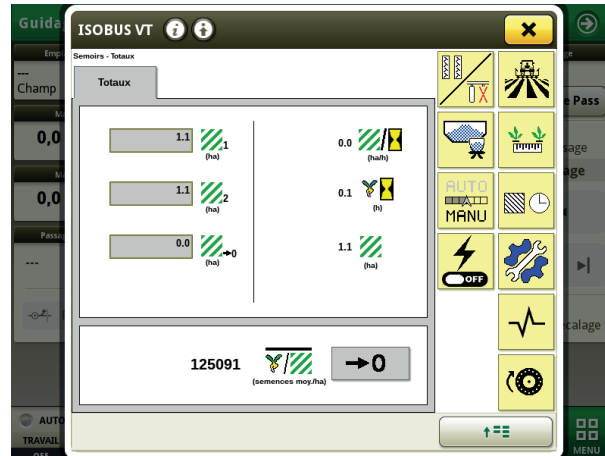 Guida
ISOBUS VT
Empl
---
Champ
0,0
0,0
Passa
---
Semoirs - Totaux
Totaux
1.1
1
(ha)
1.1
2
(ha)
0.0
→0
(ha)
0.0
/
(ha/h)
0.1
(h)
1.1
(ha)
125091
/
(semences moy./ha)
→0
AUTO
MANU
OFF
e Pass
sage
age
calage
AUTO
TRAVAIL
OFF
MENU